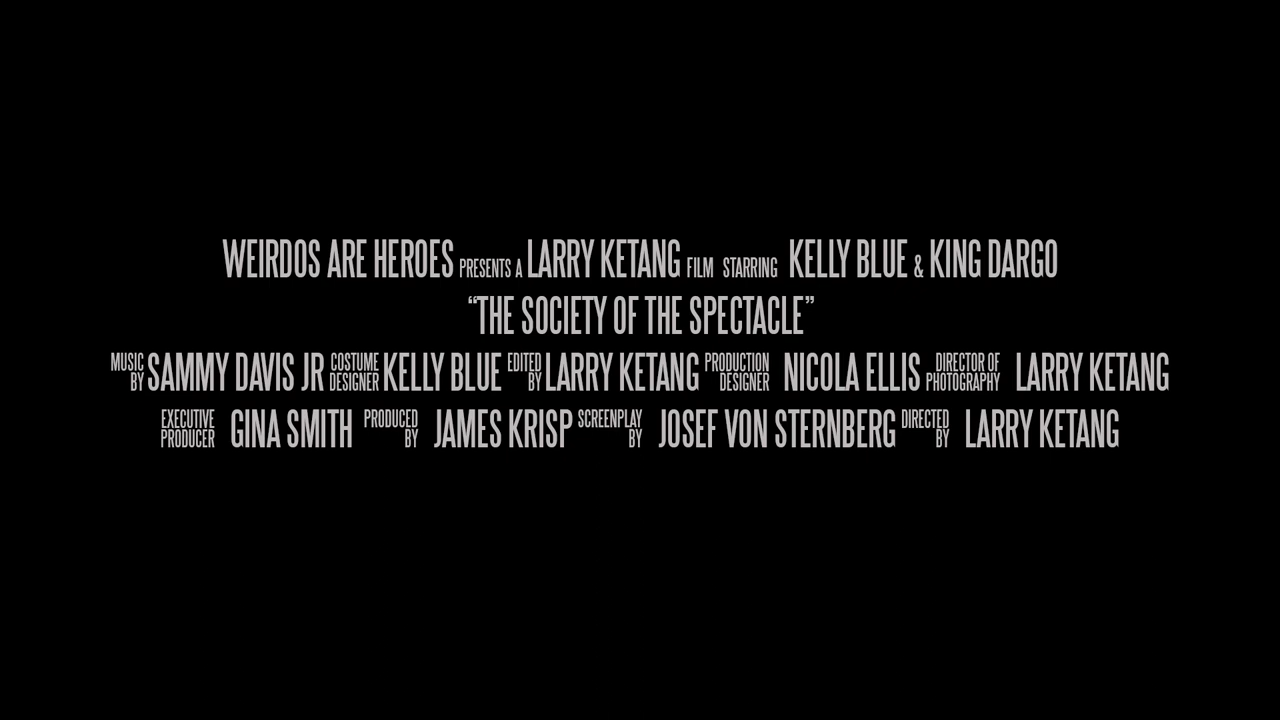 WEIRDOS ARE HEROES PRESENTS A LARRY KETANG FILM STARRING KELLY BLUE & KING DARGO
“THE SOCIETY OF THE SPECTACLE”
MUSIC BY SAMMY DAVIS JR COSTUME DESIGNER KELLY BLUE EDITED BY LARRY KETANG PRODUCTION DESIGNER NICOLA ELLIS DIRECTOR OF PHOTOGRAPHY LARRY KETANG
EXECUTIVE PRODUCER GINA SMITH PRODUCED BY JAMES KRISP SCREENPLAY BY JOSEF VON STERNBERG DIRECTED BY LARRY KETANG